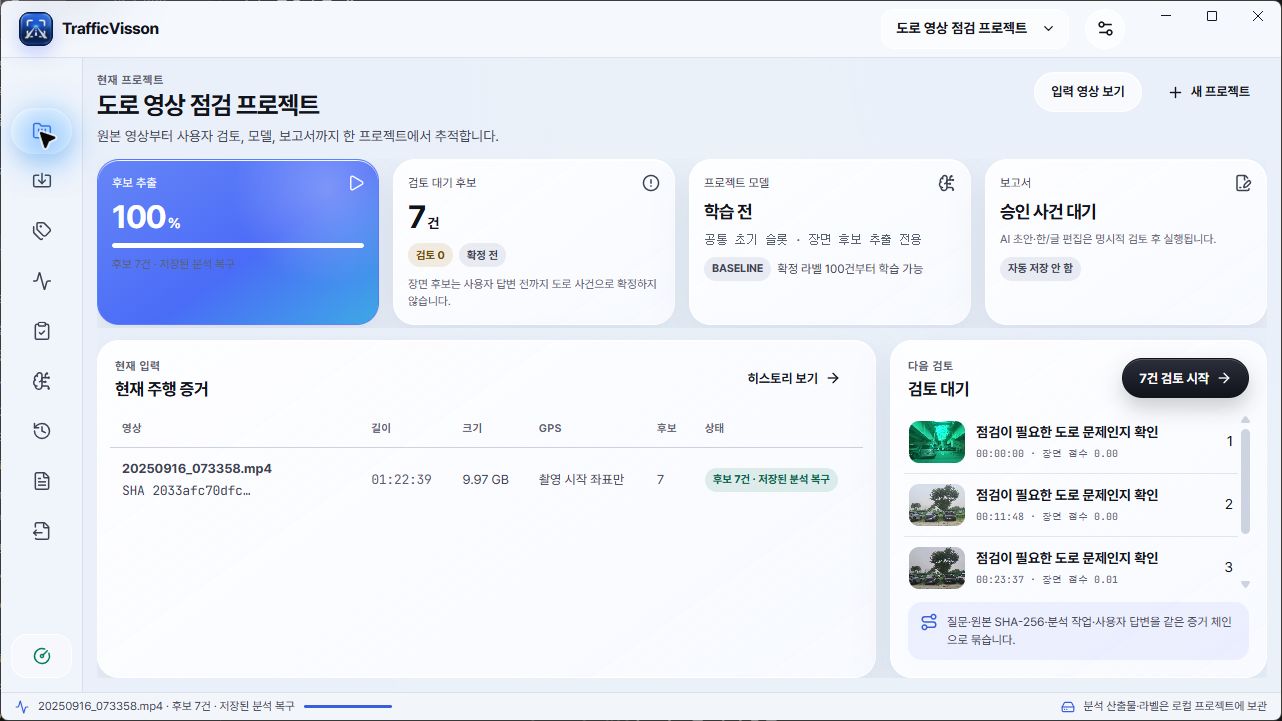 TrafficVisson
도로 영상 점검 프로젝트
현재 프로젝트
도로 영상 점검 프로젝트
원본 영상부터 사용자 검토, 모델, 보고서까지 한 프로젝트에서 추적합니다.
입력 영상 보기
새 프로젝트
후보 추출
100%
후보 7건 · 저장된 분석 복구
검토 대기 후보
7건
검토 0
확정 전
장면 후보는 사용자 답변 전까지 도로 사건으로 확정하지
않습니다.
프로젝트 모델
학습 전
공통 초기 슬롯 · 장면 후보 추출 전용
BASELINE
확정 라벨 100건부터 학습 가능
보고서
승인 사건 대기
AI 초안·한/글 편집은 명시적 검토 후 실행됩니다.
자동 저장 안 함
현재 입력
현재 주행 증거
히스토리 보기
영상 길이 크기 GPS 후보 상태
20250916_073358.mp4
SHA 2033afc70dfc…
01:22:39 9.97 GB 촬영 시작 좌표만 7 후보 7건 · 저장된 분석 복구
다음 검토
검토 대기
7건 검토 시작
점검이 필요한 도로 문제인지 확인
00:00:00 · 장면 점수 0.00
1
점검이 필요한 도로 문제인지 확인
00:11:48 · 장면 점수 0.00
2
점검이 필요한 도로 문제인지 확인
00:23:37 · 장면 점수 0.01
3
질문·원본 SHA-256·분석 작업·사용자 답변을 같은 증거 체인
으로 묶습니다.
20250916_073358.mp4 · 후보 7건 · 저장된 분석 복구
분석 산출물·라벨은 로컬 프로젝트에 보관